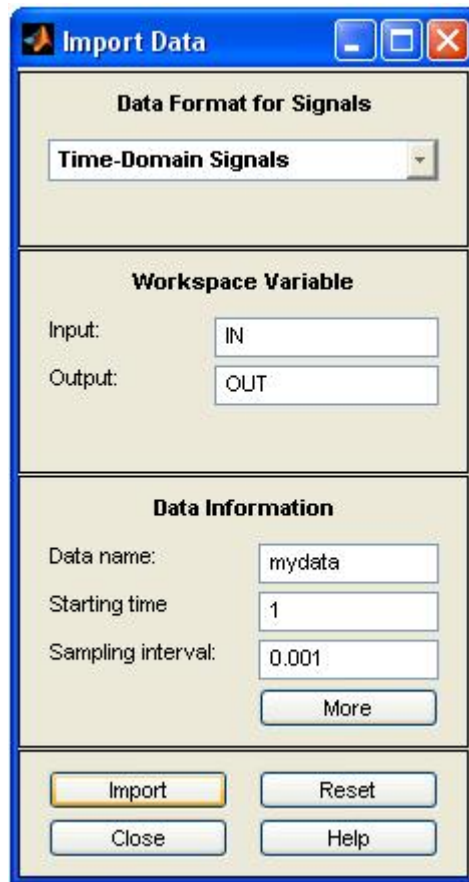 Import Data
Data Format for Signals
Time-Domain Signals
Workspace Variable
Input: IN
Output: OUT
Data Information
Data name: mydata
Starting time 1
Sampling interval: 0.001
More
Import Reset
Close Help